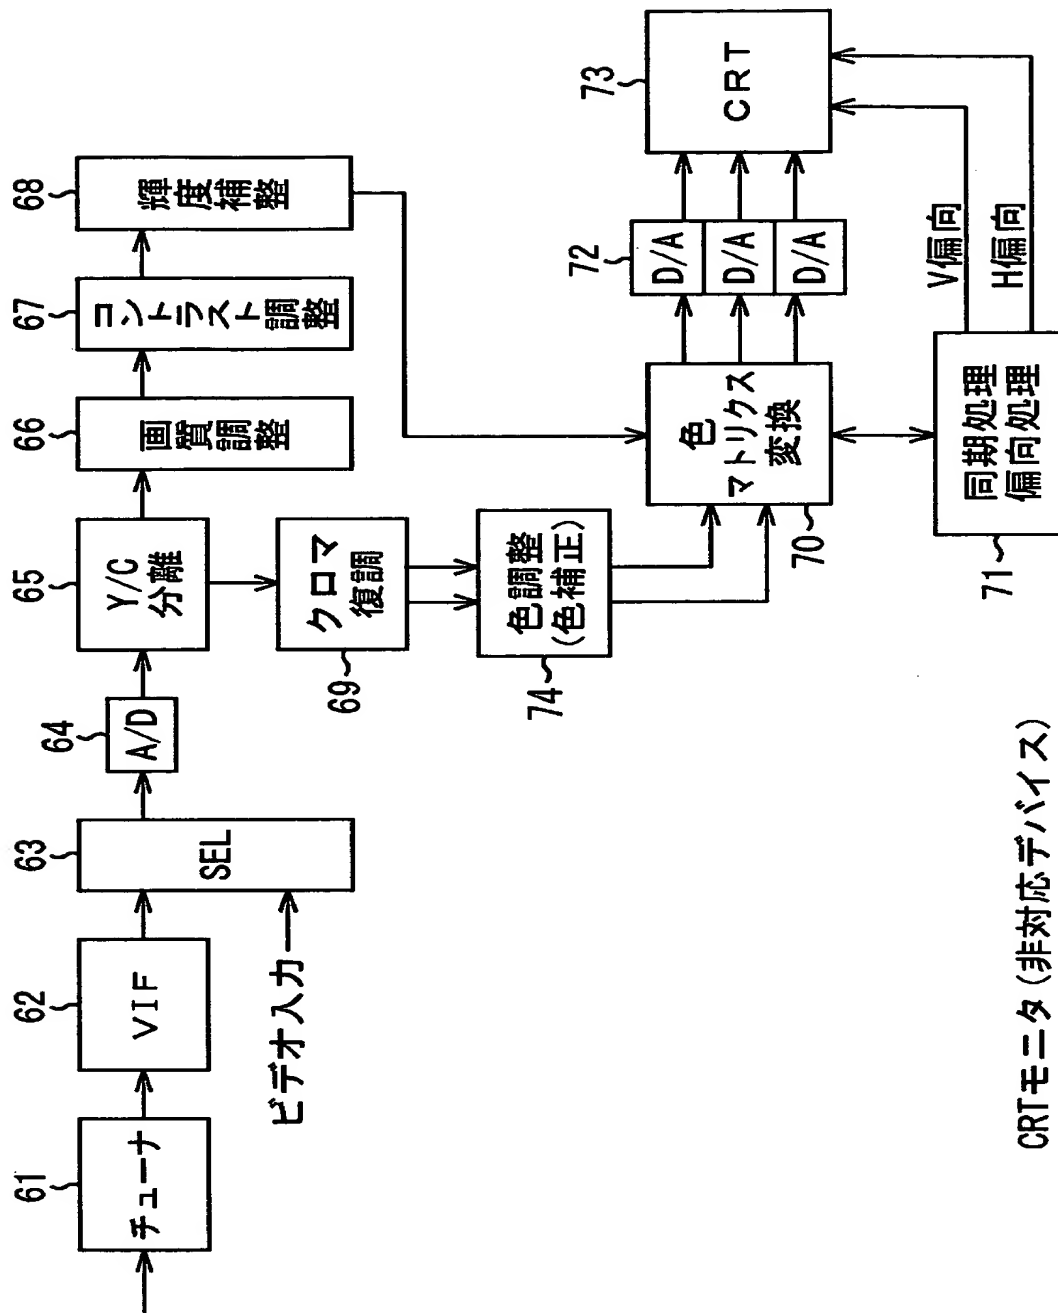 61
チューナ
62
VIF
63
SEL
ビデオ入力
64
A/D
65
Y/C
分離
66
画質調整
67
コントラスト調整
68
輝度補整
69
クロマ
復調
74
色調整
(色補正)
70
色
マトリクス
変換
71
同期処理
偏向処理
72
D/A
D/A
D/A
73
CRT
V偏向
H偏向
CRTモニタ(非対応デバイス)